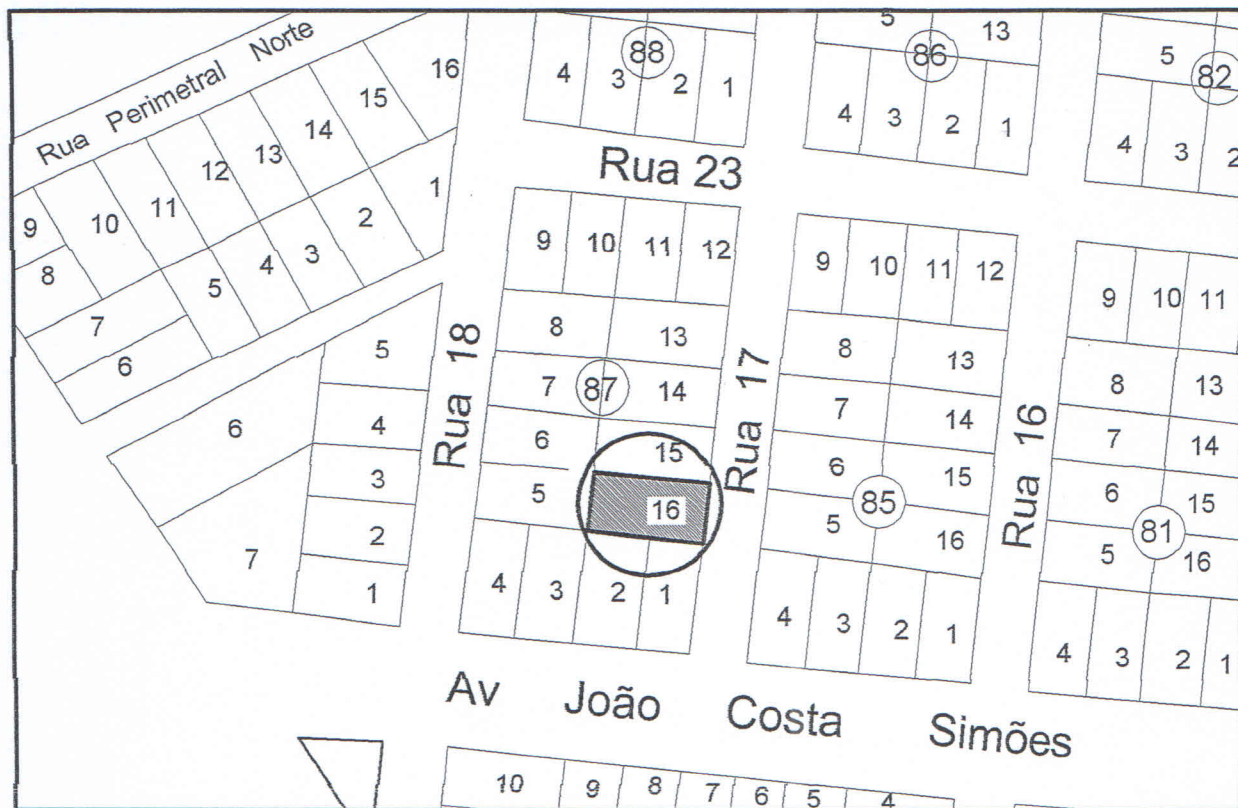 Rua Perimetral Norte
16
15
14
13
12
11
10
9
8
7
6
5
4
3
2
1
88
4 3 2 1
5 13
86
4 3 2 1
5
82
4 3 2
Rua 23
9 10 11 12
8 13
7 87 14
6 15
5 16
4 3 2 1
Rua 18
5
4
3
2
1
6
7
Rua 17
9 10 11 12
8 13
7 14
6 15
85
5 16
4 3 2 1
Rua 16
9 10 11
8 13
7 14
6 15
81
5 16
4 3 2 1
Av João Costa Simões
10 9 8 7 6 5 4